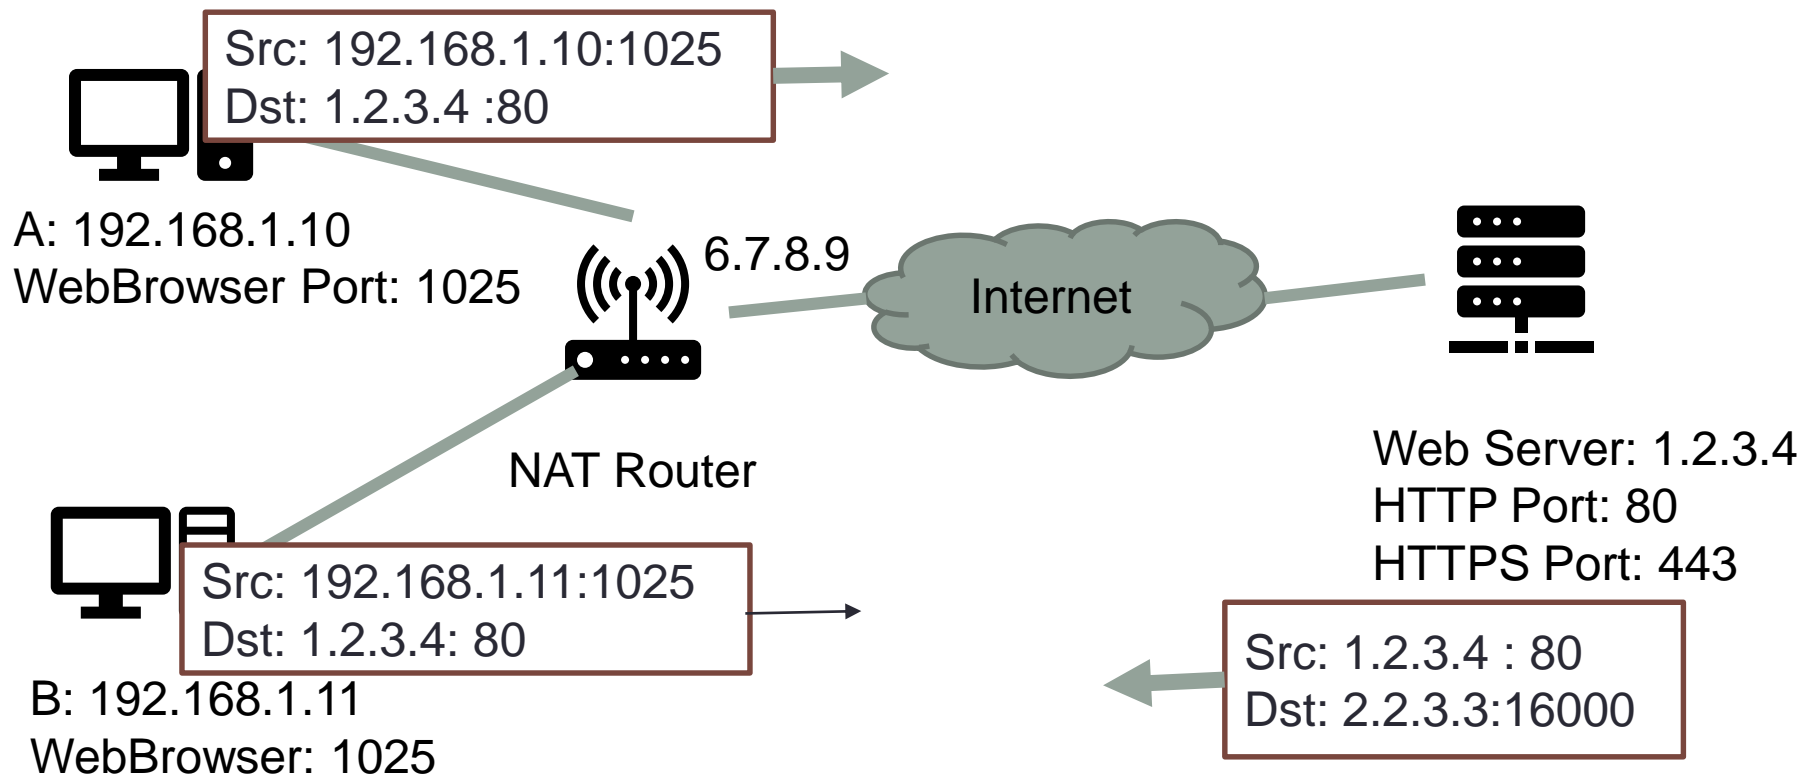 Src: 192.168.1.10:1025
Dst: 1.2.3.4 :80
A: 192.168.1.10
WebBrowser Port: 1025
6.7.8.9
Internet
NAT Router
Web Server: 1.2.3.4
HTTP Port: 80
HTTPS Port: 443
Src: 192.168.1.11:1025
Dst: 1.2.3.4: 80
B: 192.168.1.11
WebBrowser: 1025
Src: 1.2.3.4 : 80
Dst: 2.2.3.3:16000